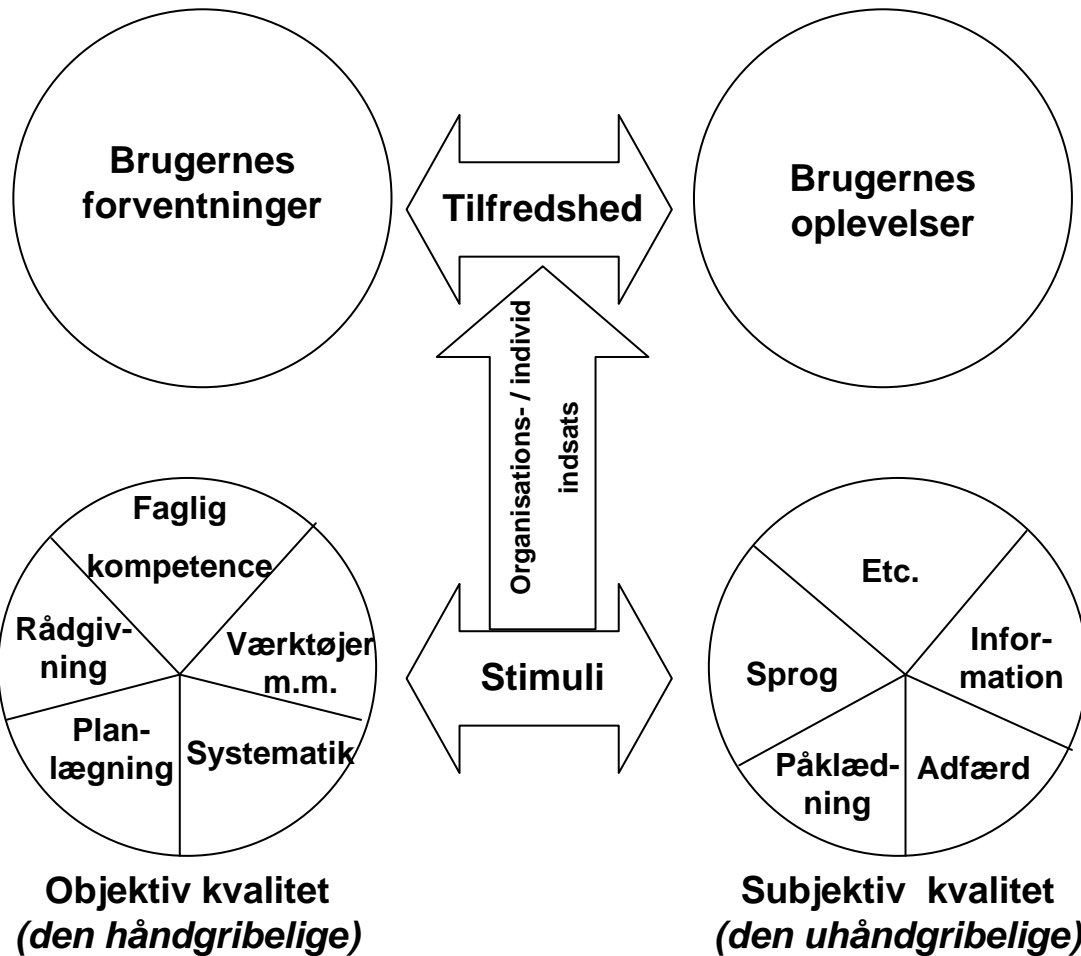 Brugernes
forventninger
Tilfredshed
Brugernes
oplevelser
Organisations- / individ
indsats
Faglig
kompetence
Rådgiv-
ning
Værktøjer
m.m.
Plan-
lægning
Systematik
Stimuli
Etc.
Infor-
mation
Sprog
Påklæd-
ning
Adfærd
Objektiv kvalitet
(den håndgribelige)
Subjektiv kvalitet
(den uhåndgribelige)